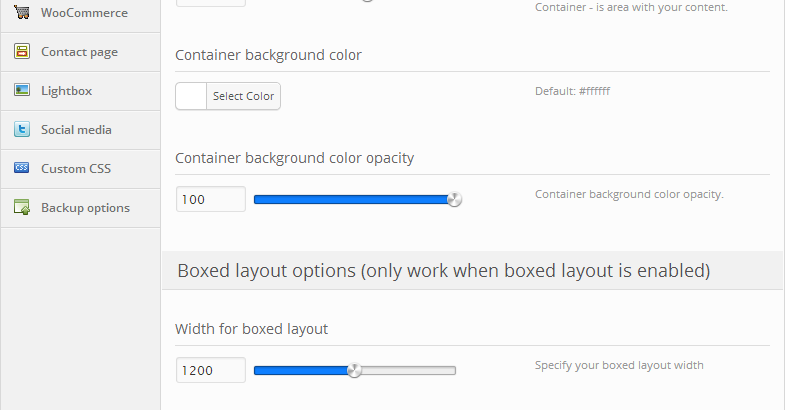 WooCommerce
Contact page
Lightbox
Social media
Custom CSS
Backup options
Container - is area with your content.
Container background color
Select Color
Default: #ffffff
Container background color opacity
100
Container background color opacity.
Boxed layout options (only work when boxed layout is enabled)
Width for boxed layout
1200
Specify your boxed layout width